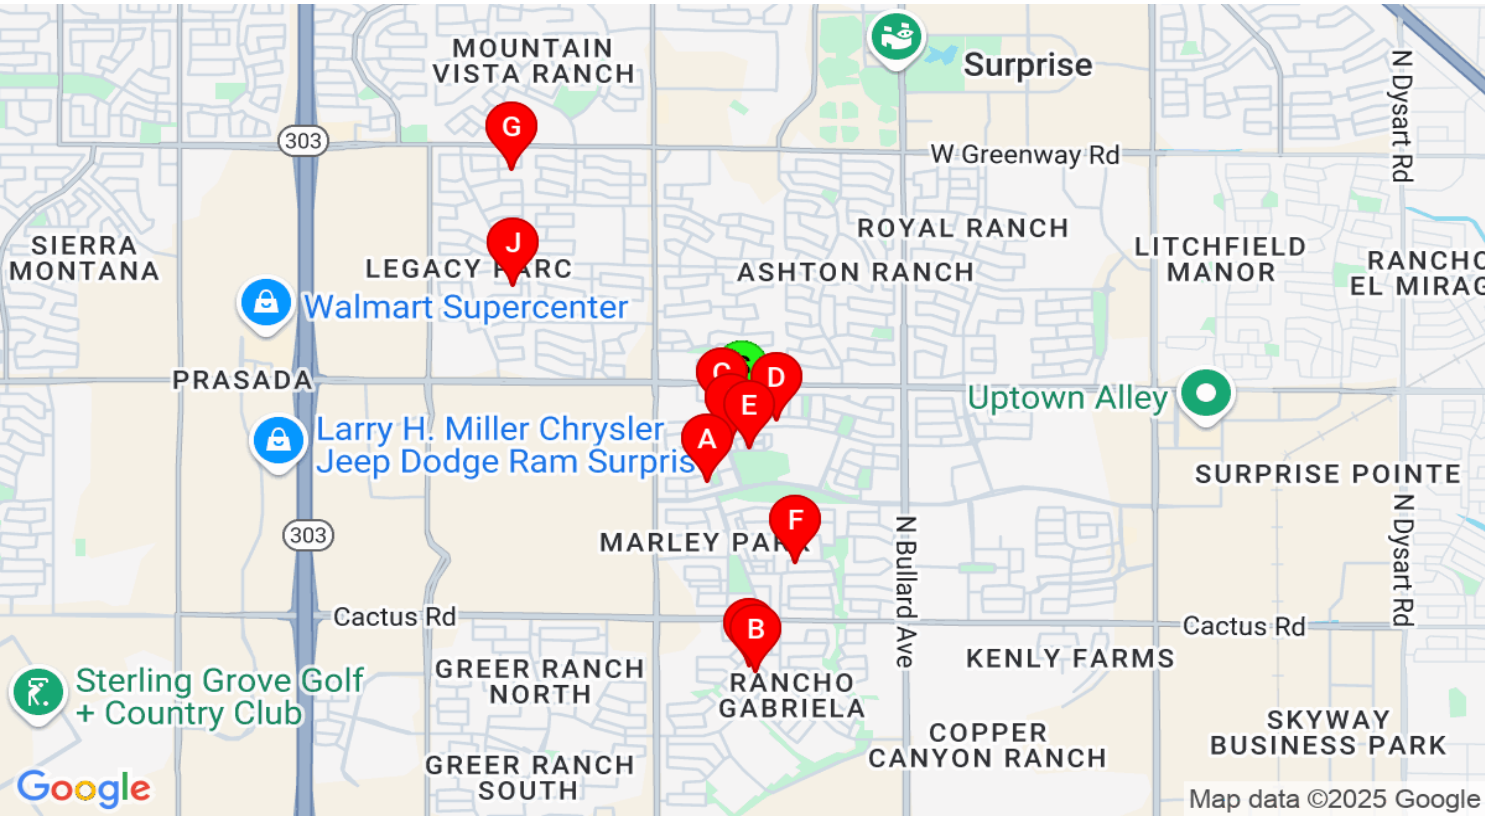 MOUNTAIN
VISTA RANCH
Surprise
N Dysart Rd
G
303
W Greenway Rd
SIERRA
MONTANA
J
LEGACY PARC
ROYAL RANCH
ASHTON RANCH
LITCHFIELD
MANOR
RANCHO
EL MIRAG
Walmart Supercenter
PRASADA
C
D
E
A
Uptown Alley
Larry H. Miller Chrysler
Jeep Dodge Ram Surpris
SURPRISE POINTE
F
303
MARLEY PARK
N Bullard Ave
N Dysart Rd
Cactus Rd
B
Cactus Rd
GREER RANCH
NORTH
KENLY FARMS
RANCHO
GABRIELA
Sterling Grove Golf
+ Country Club
COPPER
CANYON RANCH
SKYWAY
BUSINESS PARK
GREER RANCH
SOUTH
Google
Map data ©2025 Google